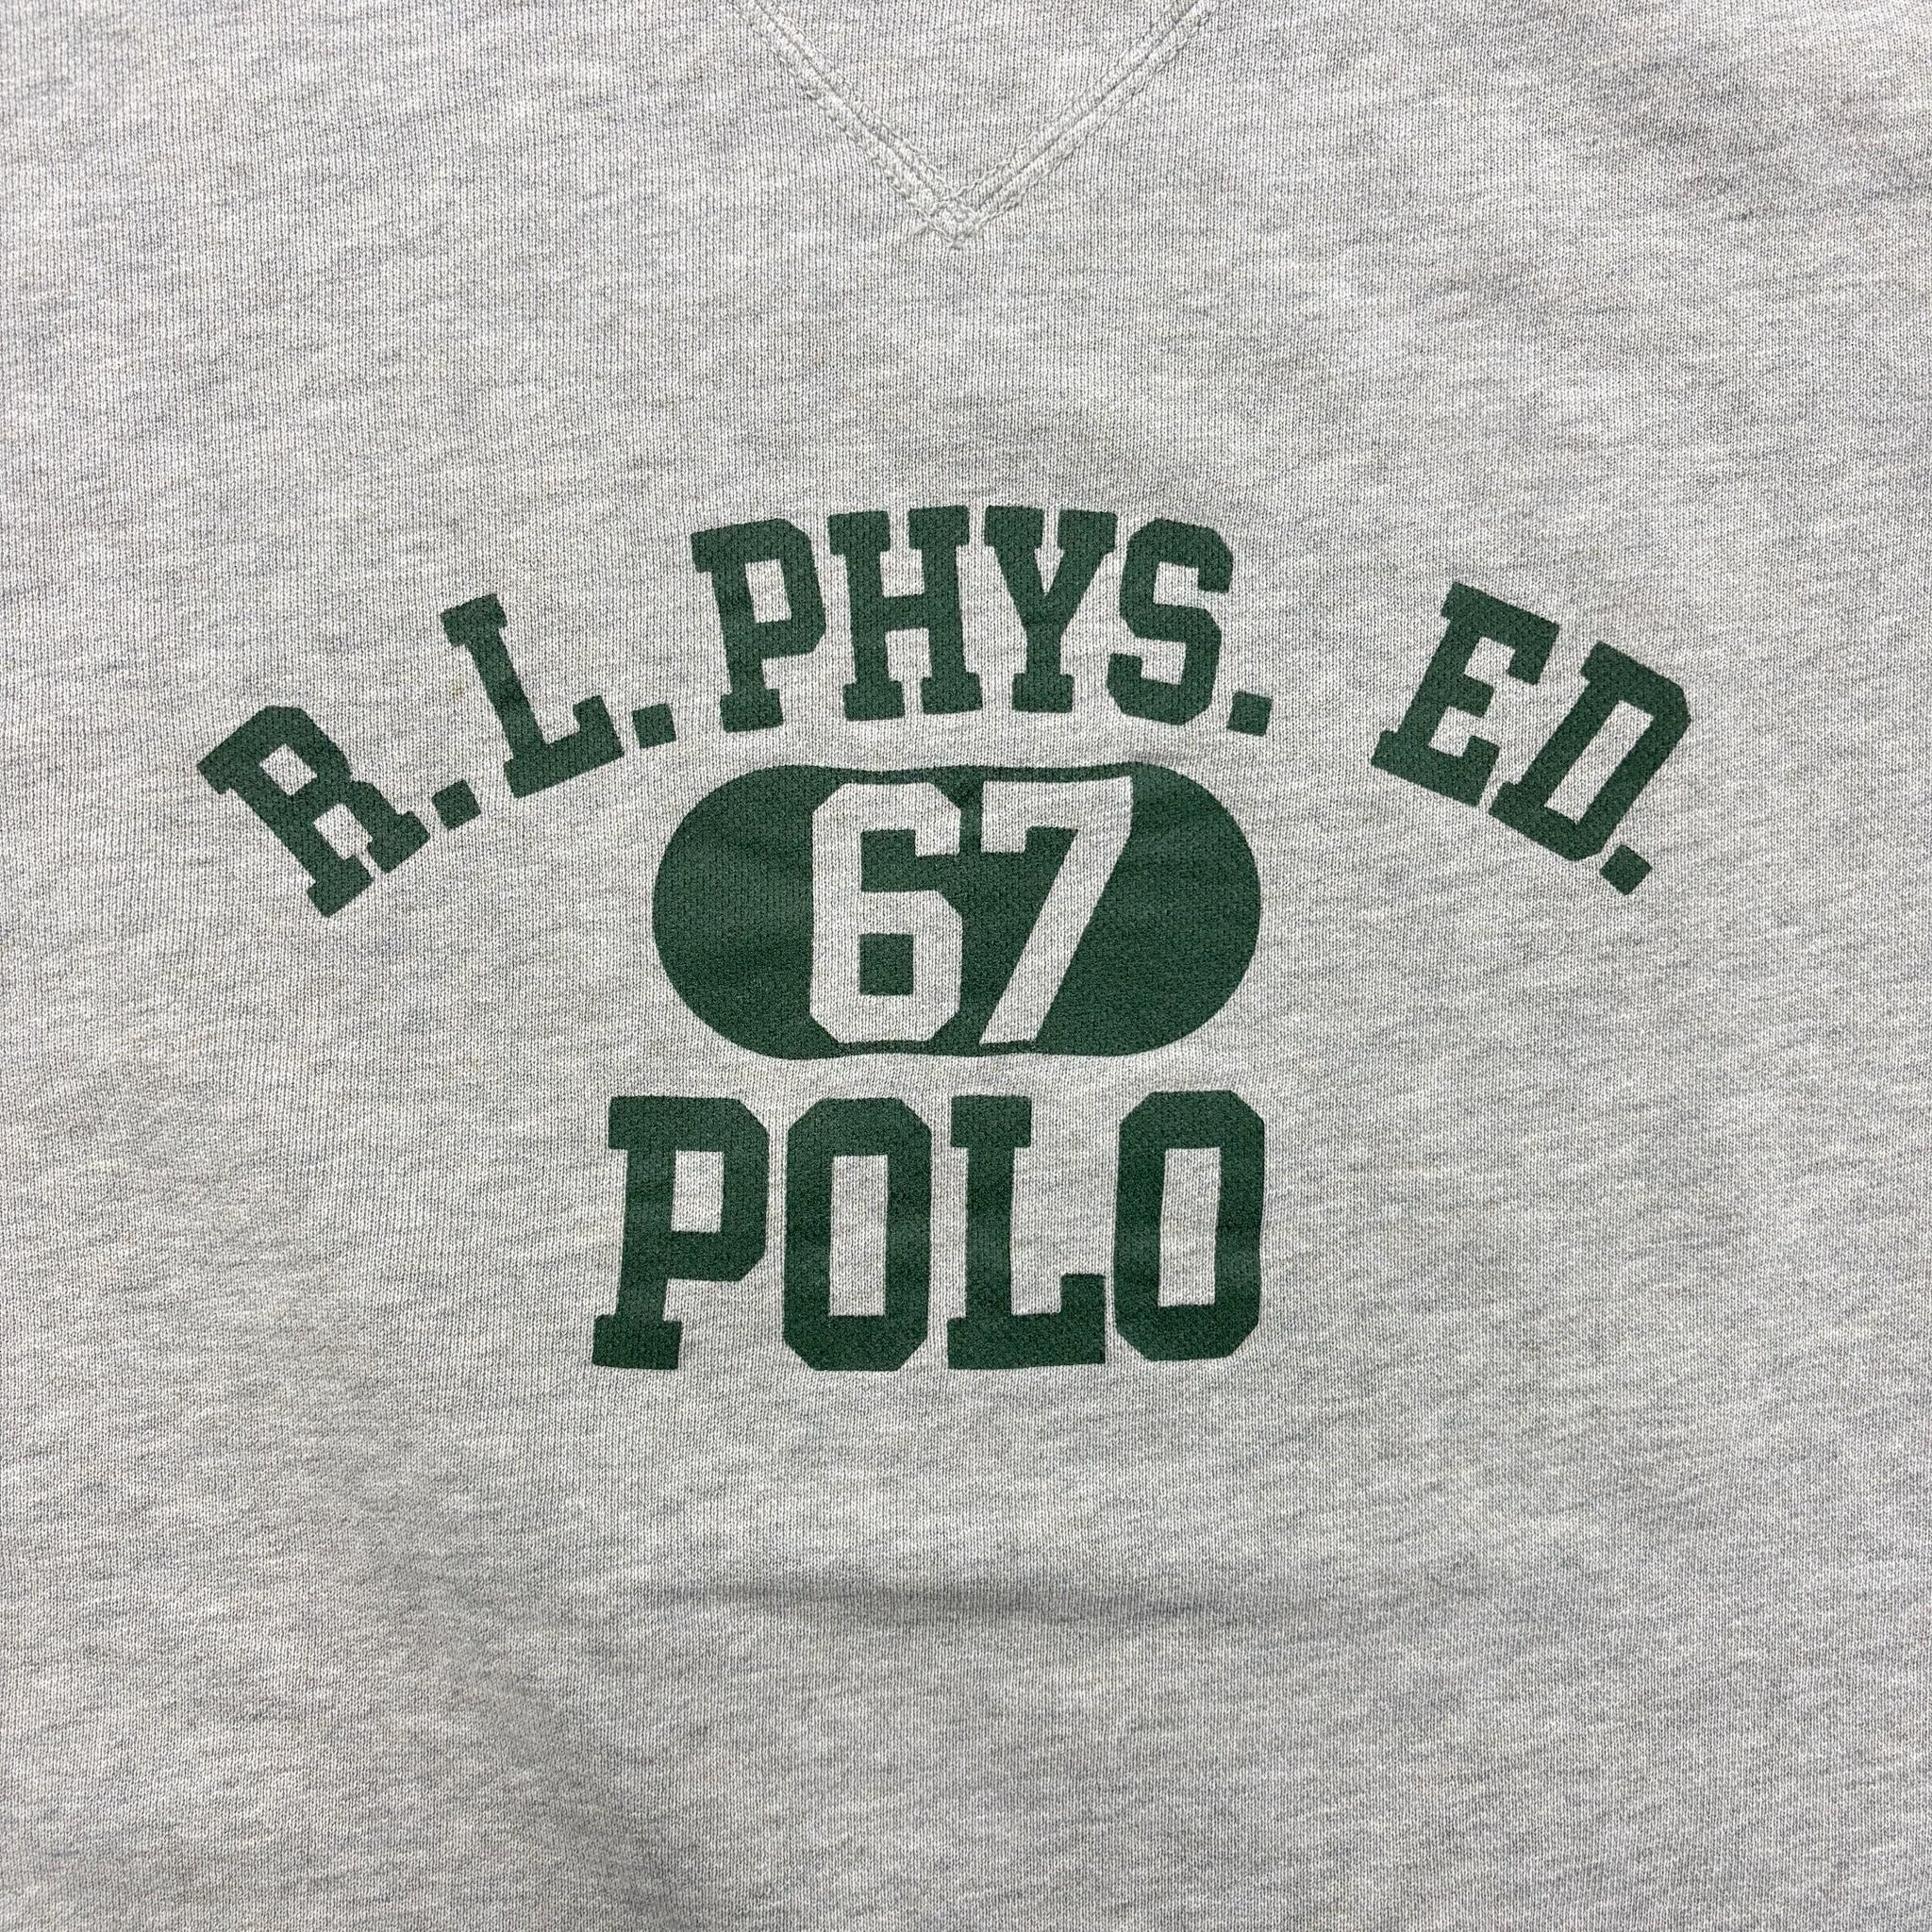 R.L. PHYS. ED.
67
POLO